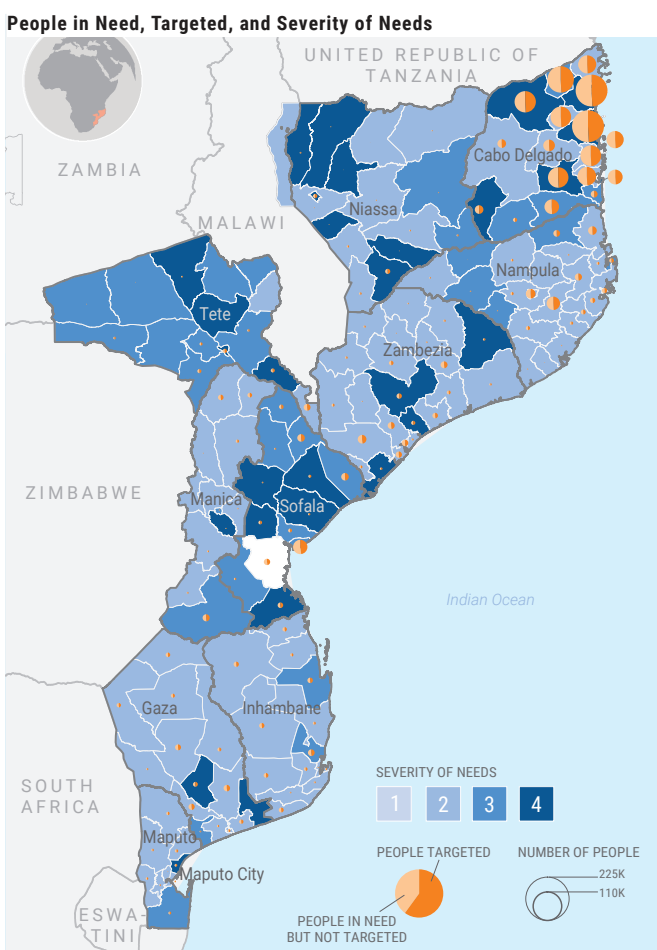 People in Need, Targeted, and Severity of Needs
UNITED REPUBLIC OF
TANZANIA
ZAMBIA
Cabo Delgado
MALAWI
Niassa
Nampula
Tete
Zambezia
ZIMBABWE
Manica
Sofala
Indian Ocean
Gaza
Inhambane
SOUTH
AFRICA
Maputo
Maputo City
ESWA-
TINI
SEVERITY OF NEEDS
1 2 3 4
PEOPLE TARGETED
PEOPLE IN NEED
BUT NOT TARGETED
NUMBER OF PEOPLE
225K
110K